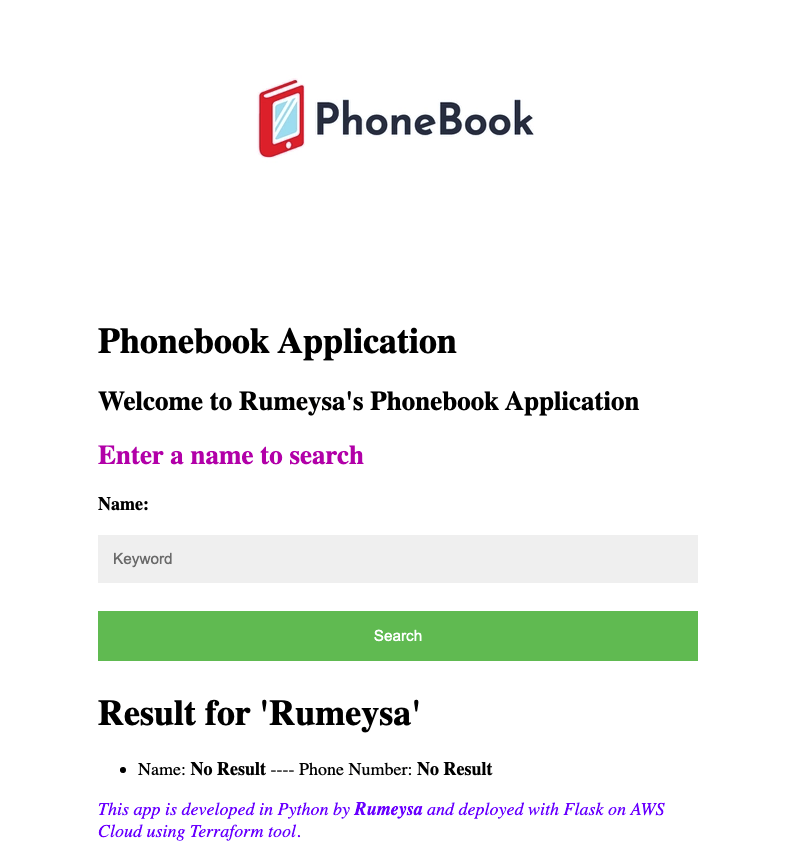 PhoneBook
Phonebook Application
Welcome to Rumeysa's Phonebook Application
Enter a name to search
Name:
Keyword
Search
Result for 'Rumeysa'
• Name: No Result ---- Phone Number: No Result
This app is developed in Python by Rumeysa and deployed with Flask on AWS
Cloud using Terraform tool.